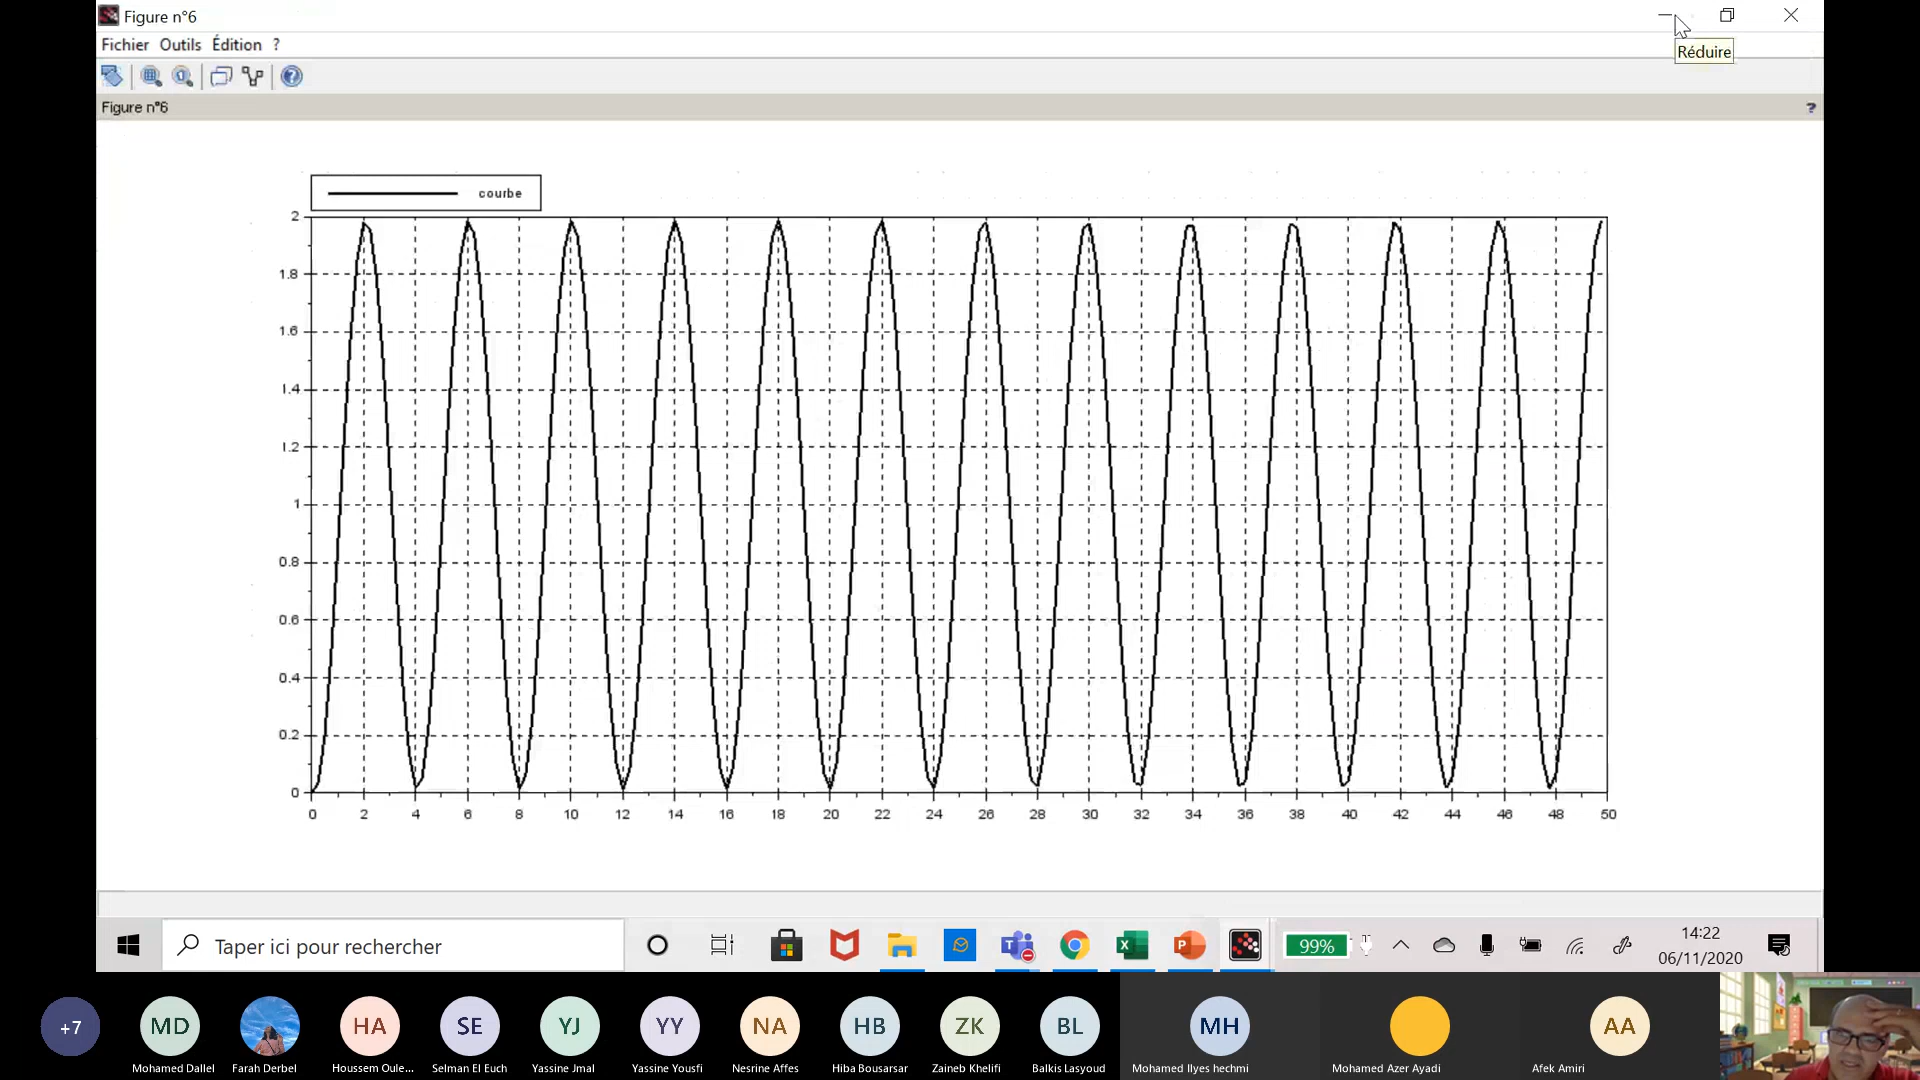 Figure n°6
Fichier Outils Édition ?
Réduire
Figure n°6 ?
courbe
2
1.8
1.6
1.4
1.2
1
0.8
0.6
0.4
0.2
0
0 2 4 6 8 10 12 14 16 18 20 22 24 26 28 30 32 34 36 38 40 42 44 46 48 50
Taper ici pour rechercher
99%
14:22
06/11/2020
+7 MD HA SE YJ YY NA HB ZK BL MH AA
Mohamed Dallel Farah Derbel Houssem Oule... Selman El Euch Yassine Jmal Yassine Yousfi Nesrine Affes Hiba Bousarsar Zaineb Khelifi Balkis Lasyoud Mohamed Ilyes hechmi Mohamed Azer Ayadi Afek Amiri